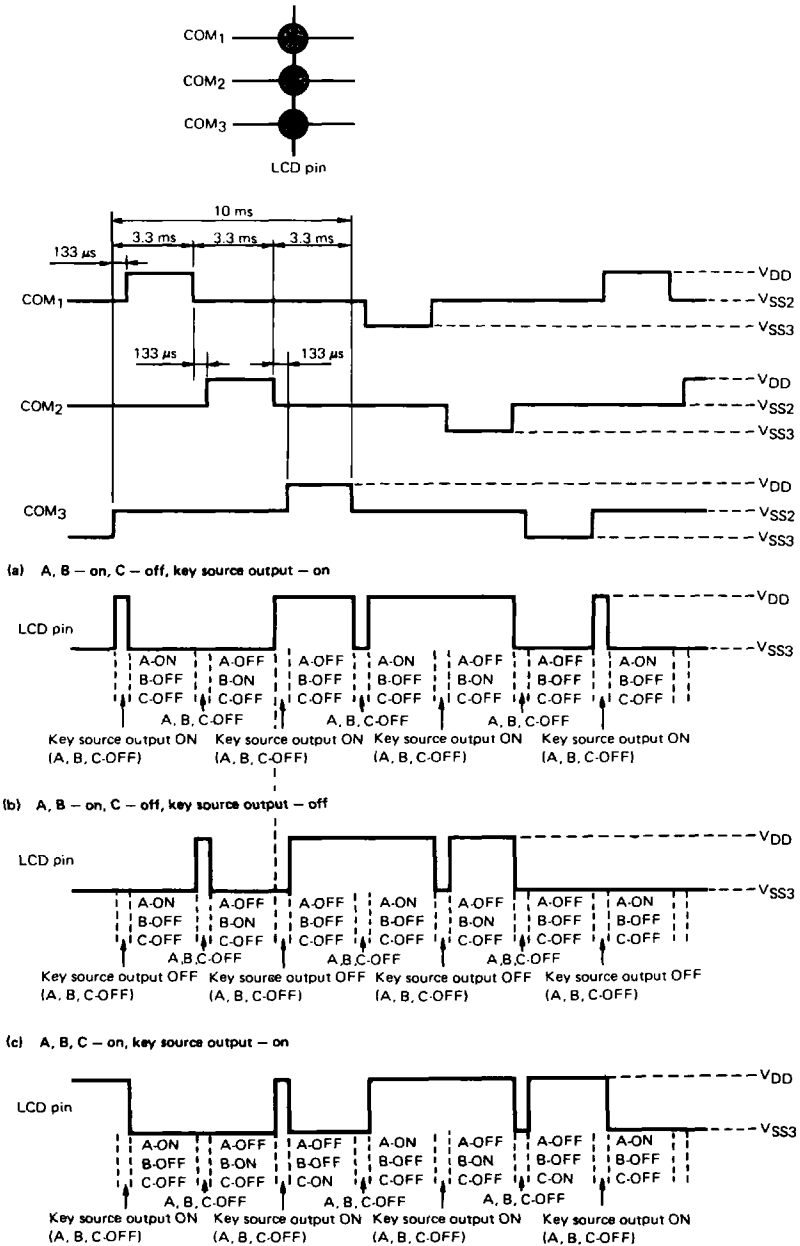 COM1
COM2
COM3
LCD pin
10 ms
3.3 ms 3.3 ms 3.3 ms
133 μs
VDD
COM1 VSS2
VSS3
133 μs 133 μs
VDD
COM2 VSS2
VSS3
VDD
COM3 VSS2
VSS3
(a) A, B – on, C – off, key source output – on
VDD
LCD pin
VSS3
A-ON A-OFF A-OFF A-ON A-OFF A-OFF A-ON
B-OFF B-ON B-OFF B-OFF B-ON B-OFF B-OFF
C-OFF C-OFF C-OFF C-OFF C-OFF C-OFF C-OFF
A, B, C-OFF A, B, C-OFF A, B, C-OFF
Key source output ON Key source output ON Key source output ON Key source output ON
(A, B, C-OFF) (A, B, C-OFF) (A, B, C-OFF) (A, B, C-OFF)
(b) A, B – on, C – off, key source output – off
VDD
LCD pin
VSS3
A-ON A-OFF A-OFF A-ON A-OFF A-OFF A-ON
B-OFF B-ON B-OFF B-OFF B-ON B-OFF B-OFF
C-OFF C-OFF C-OFF C-OFF C-OFF C-OFF C-OFF
A,B,C-OFF A,B,C-OFF A,B,C-OFF
Key source output OFF Key source output OFF Key source output OFF Key source output OFF
(A, B, C-OFF) (A, B, C-OFF) (A, B, C-OFF) (A, B, C-OFF)
(c) A, B, C – on, key source output – on
VDD
LCD pin
VSS3
A-ON A-OFF A-OFF A-ON A-OFF A-OFF A-ON
B-OFF B-ON B-OFF B-OFF B-ON B-OFF B-OFF
C-OFF C-OFF C-ON C-OFF C-OFF C-ON C-OFF
A, B, C-OFF A, B, C-OFF A, B, C-OFF
Key source output ON Key source output ON Key source output ON Key source output ON
(A, B, C-OFF) (A, B, C-OFF) (A, B, C-OFF) (A, B, C-OFF)